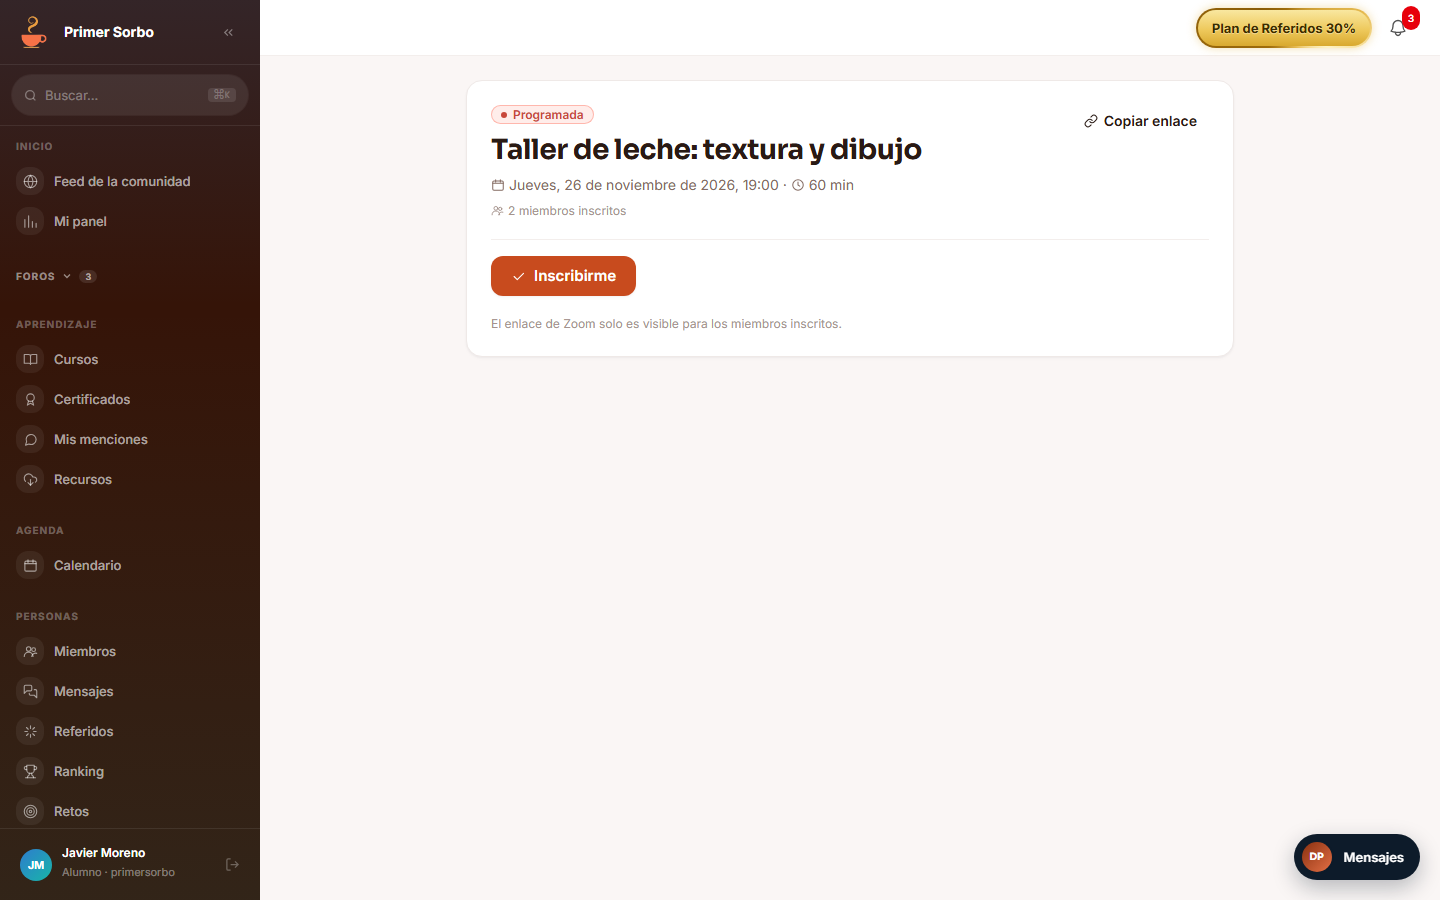 Primer Sorbo
Buscar...
⌘K
INICIO
Feed de la comunidad
Mi panel
FOROS 3
APRENDIZAJE
Cursos
Certificados
Mis menciones
Recursos
AGENDA
Calendario
PERSONAS
Miembros
Mensajes
Referidos
Ranking
Retos
JM
Javier Moreno
Alumno · primersorbo
Plan de Referidos 30%
3
Programada
Copiar enlace
Taller de leche: textura y dibujo
Jueves, 26 de noviembre de 2026, 19:00 · 60 min
2 miembros inscritos
Inscribirme
El enlace de Zoom solo es visible para los miembros inscritos.
DP Mensajes